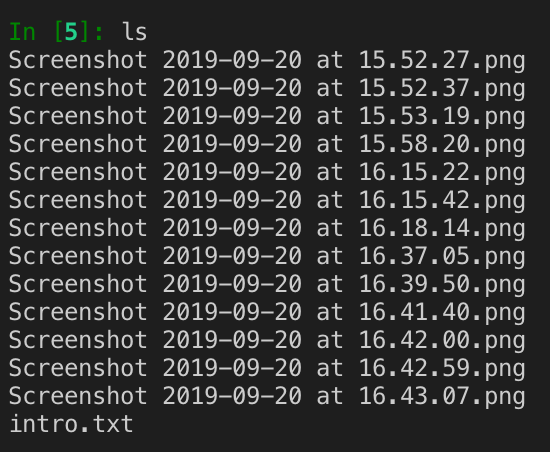 In [5]: ls
Screenshot 2019-09-20 at 15.52.27.png
Screenshot 2019-09-20 at 15.52.37.png
Screenshot 2019-09-20 at 15.53.19.png
Screenshot 2019-09-20 at 15.58.20.png
Screenshot 2019-09-20 at 16.15.22.png
Screenshot 2019-09-20 at 16.15.42.png
Screenshot 2019-09-20 at 16.18.14.png
Screenshot 2019-09-20 at 16.37.05.png
Screenshot 2019-09-20 at 16.39.50.png
Screenshot 2019-09-20 at 16.41.40.png
Screenshot 2019-09-20 at 16.42.00.png
Screenshot 2019-09-20 at 16.42.59.png
Screenshot 2019-09-20 at 16.43.07.png
intro.txt